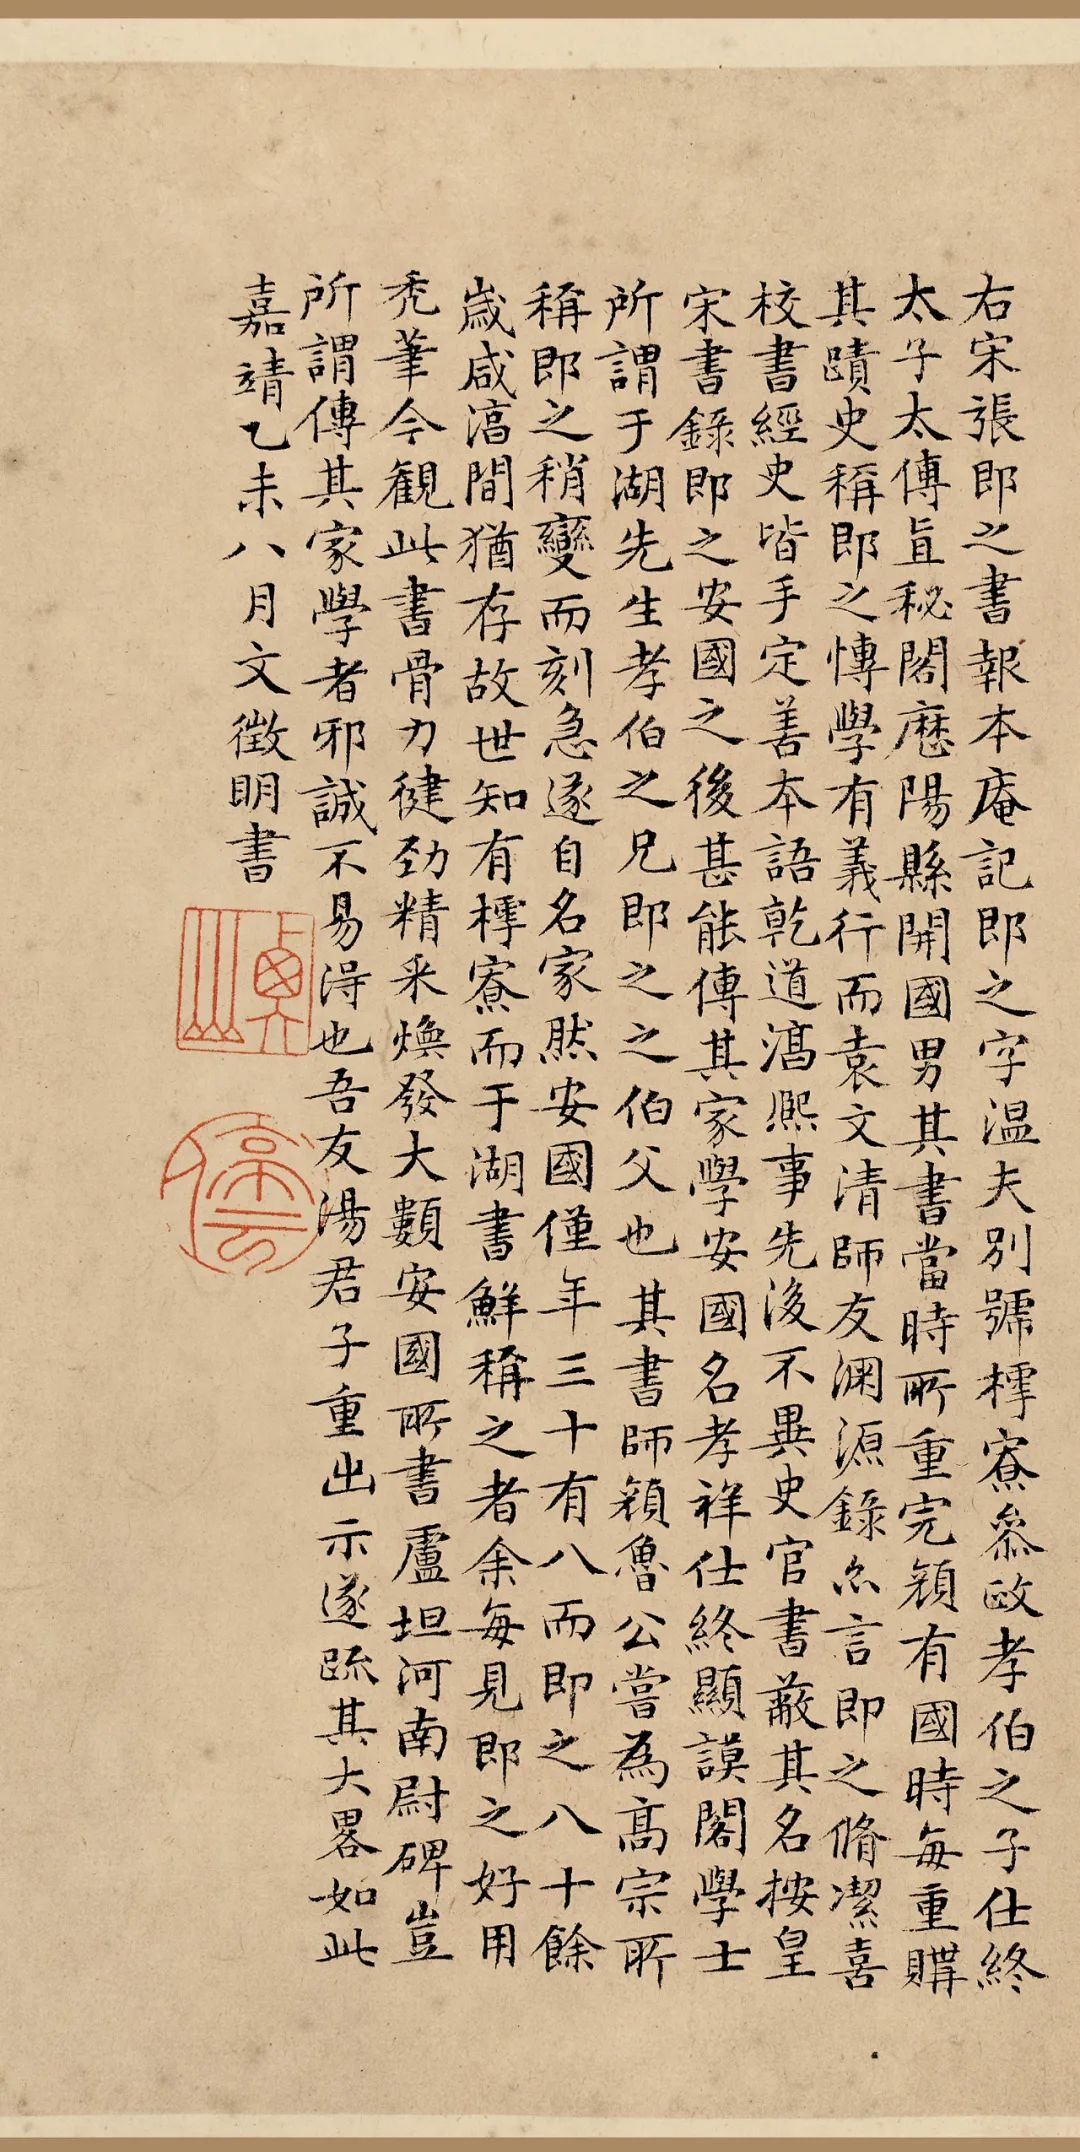 右宋張即之書報本庵記即之字温夫別號樗寮叅政孝伯之子仕終
太子太傅直秘閣歷陽縣開國男其書當時所重完顔有國時每重購
其蹟史稱即之愽學有義行而袁文清師友淵源錄亦言即之脩潔喜
校書經史皆手定善本語乾道淳熙事先後不異史官書蔽其名按皇
宋書錄即之安國之後甚能傳其家學安國名孝祥仕終顯謨閣學士
所謂于湖先生孝伯之兄即之之伯父也其書師顔魯公嘗為高宗所
稱即之稍變而刻急遂自名家然安國僅年三十有八而即之八十餘
歲咸淳間猶存故世知有樗寮而于湖書鮮稱之者余每見即之好用
禿筆今觀此書骨力健劲精采煥發大類安國所書盧坦河南尉碑豈
所謂傳其家學者邪誠不易得也吾友湯君子重出示遂疏其大畧如此
嘉靖乙未八月文徵明書
貞山
停雲